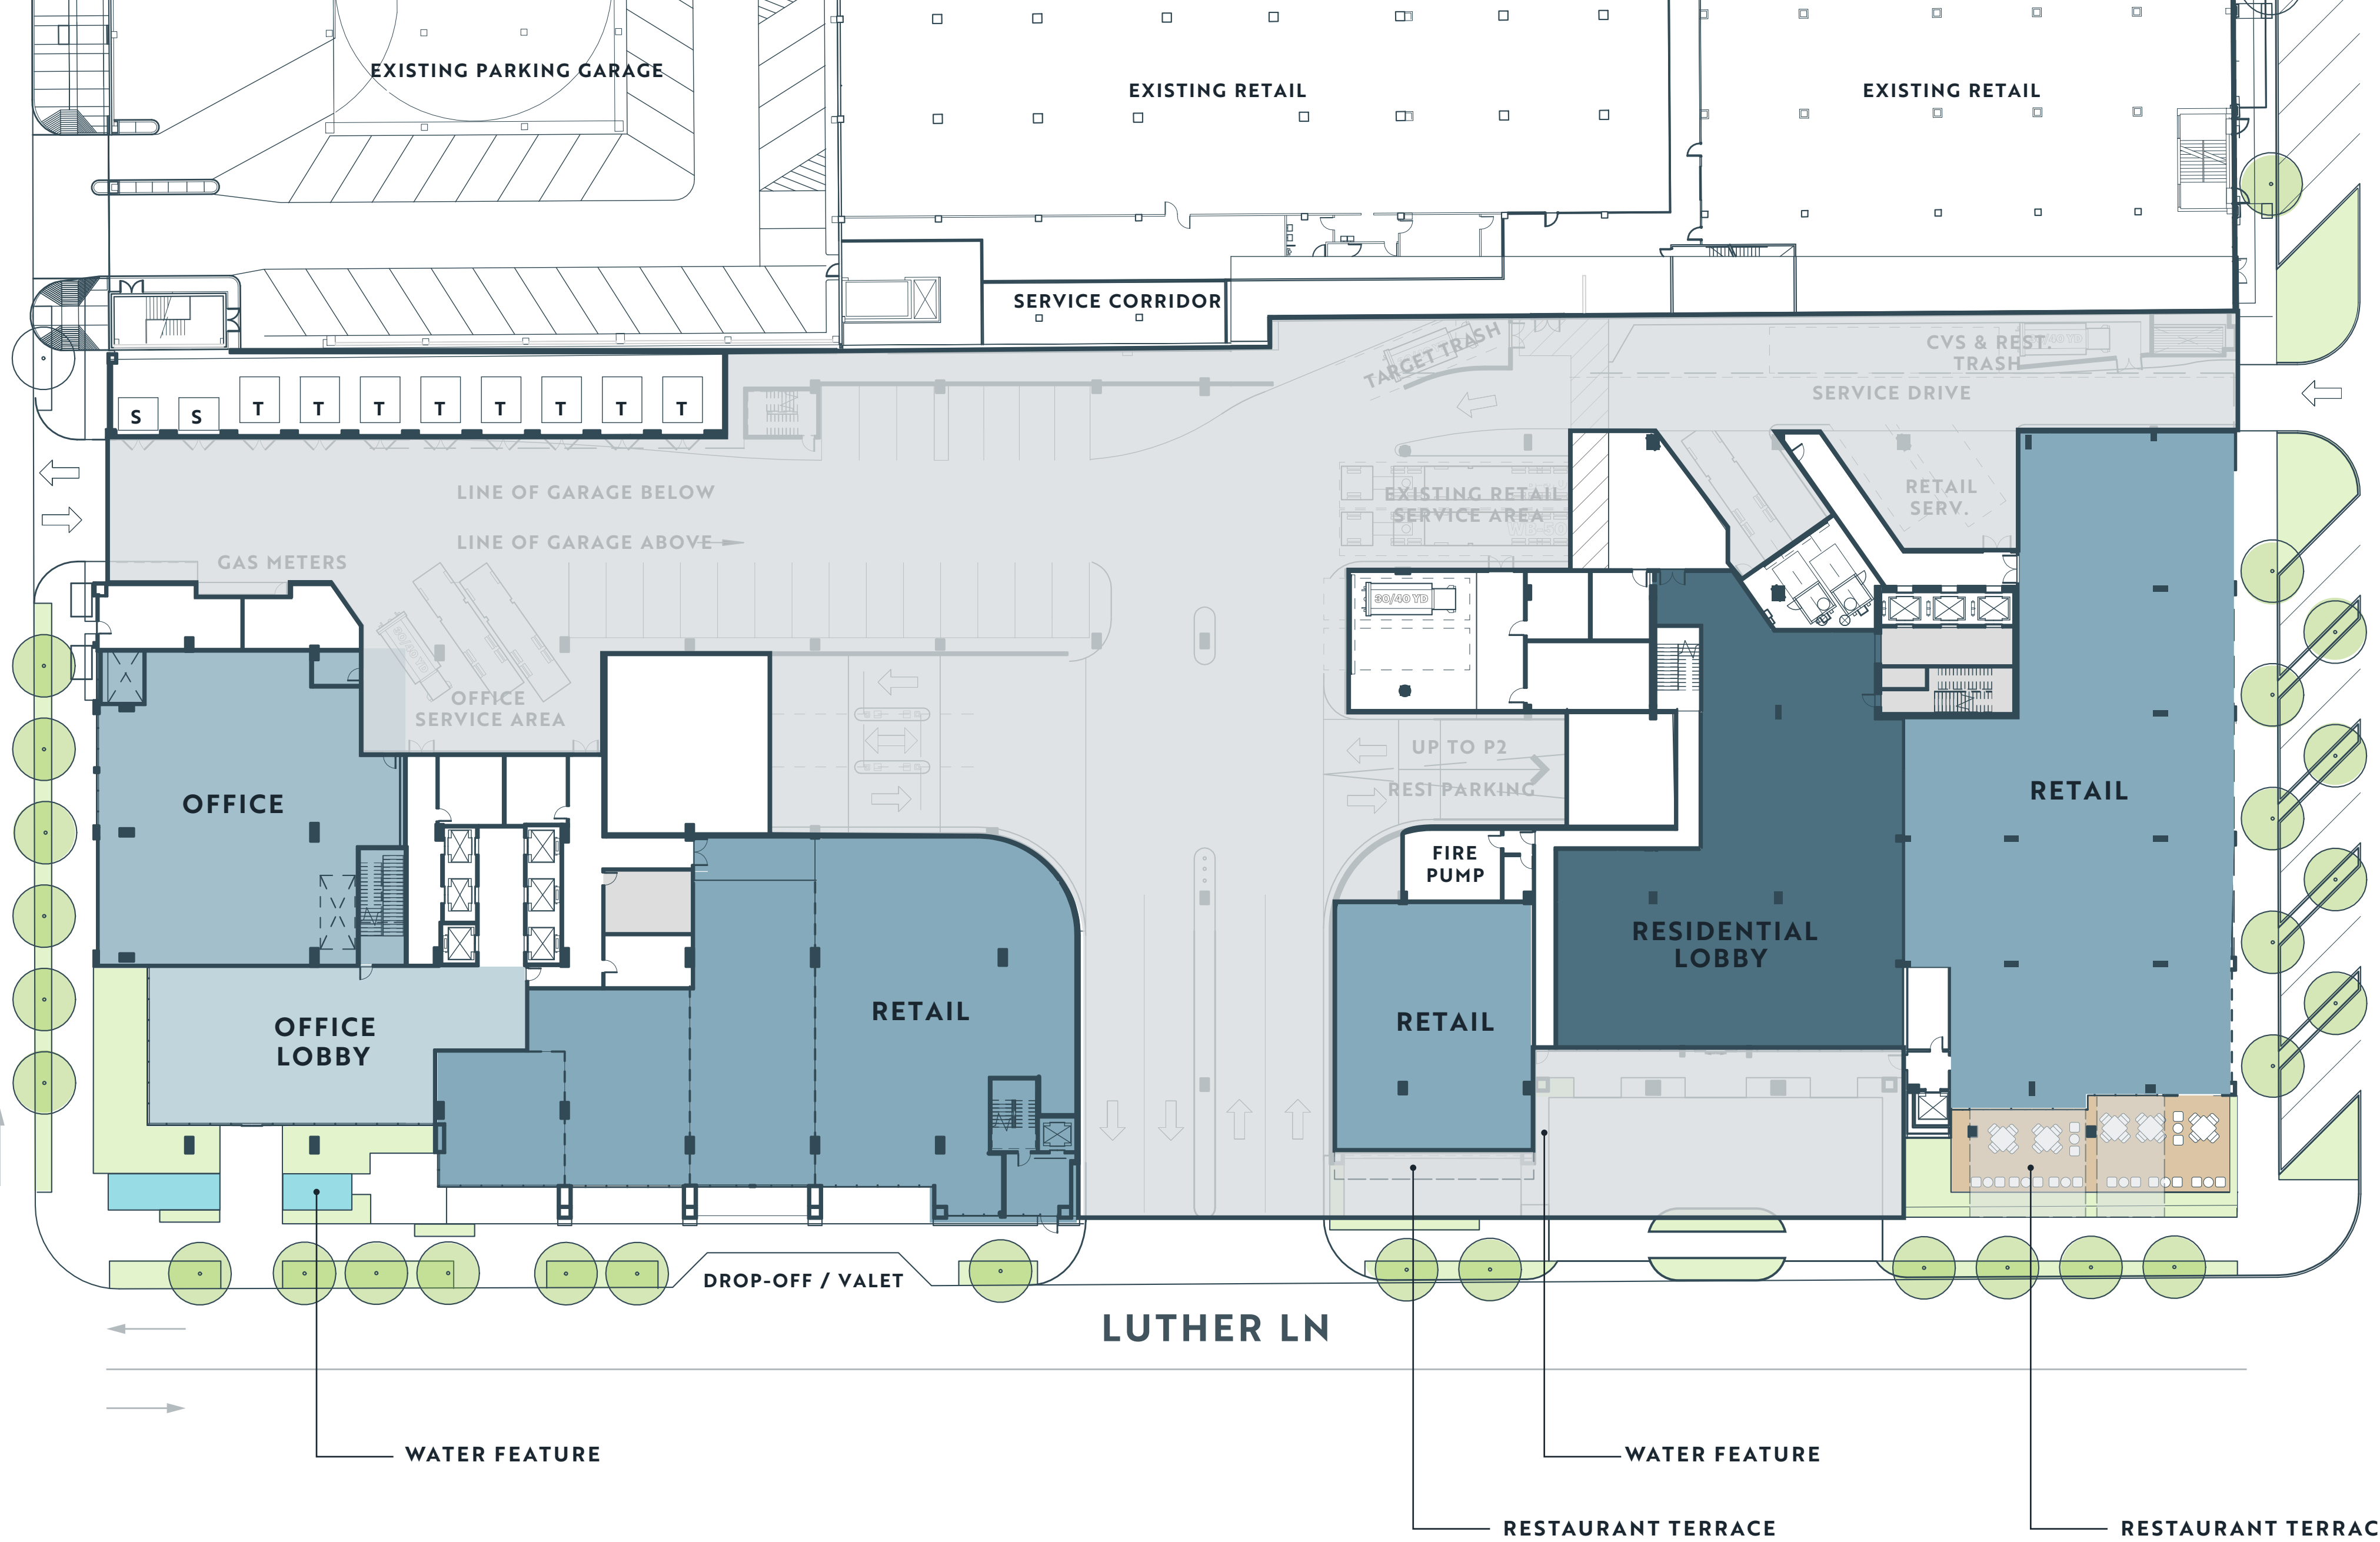 EXISTING PARKING GARAGE
EXISTING RETAIL
EXISTING RETAIL
SERVICE CORRIDOR
TARGET TRASH
CVS & REST.
TRASH
SERVICE DRIVE
S
S
T
T
T
T
T
T
T
T
LINE OF GARAGE BELOW
LINE OF GARAGE ABOVE
EXISTING RETAIL
SERVICE AREA
RETAIL
SERV.
GAS METERS
30/40 YD
30/40 YD
OFFICE
SERVICE AREA
UP TO P2
RESI PARKING
OFFICE
RETAIL
FIRE
PUMP
RESIDENTIAL
LOBBY
RETAIL
RETAIL
OFFICE
LOBBY
DROP-OFF / VALET
LUTHER LN
WATER FEATURE
WATER FEATURE
RESTAURANT TERRACE
RESTAURANT TERRAC